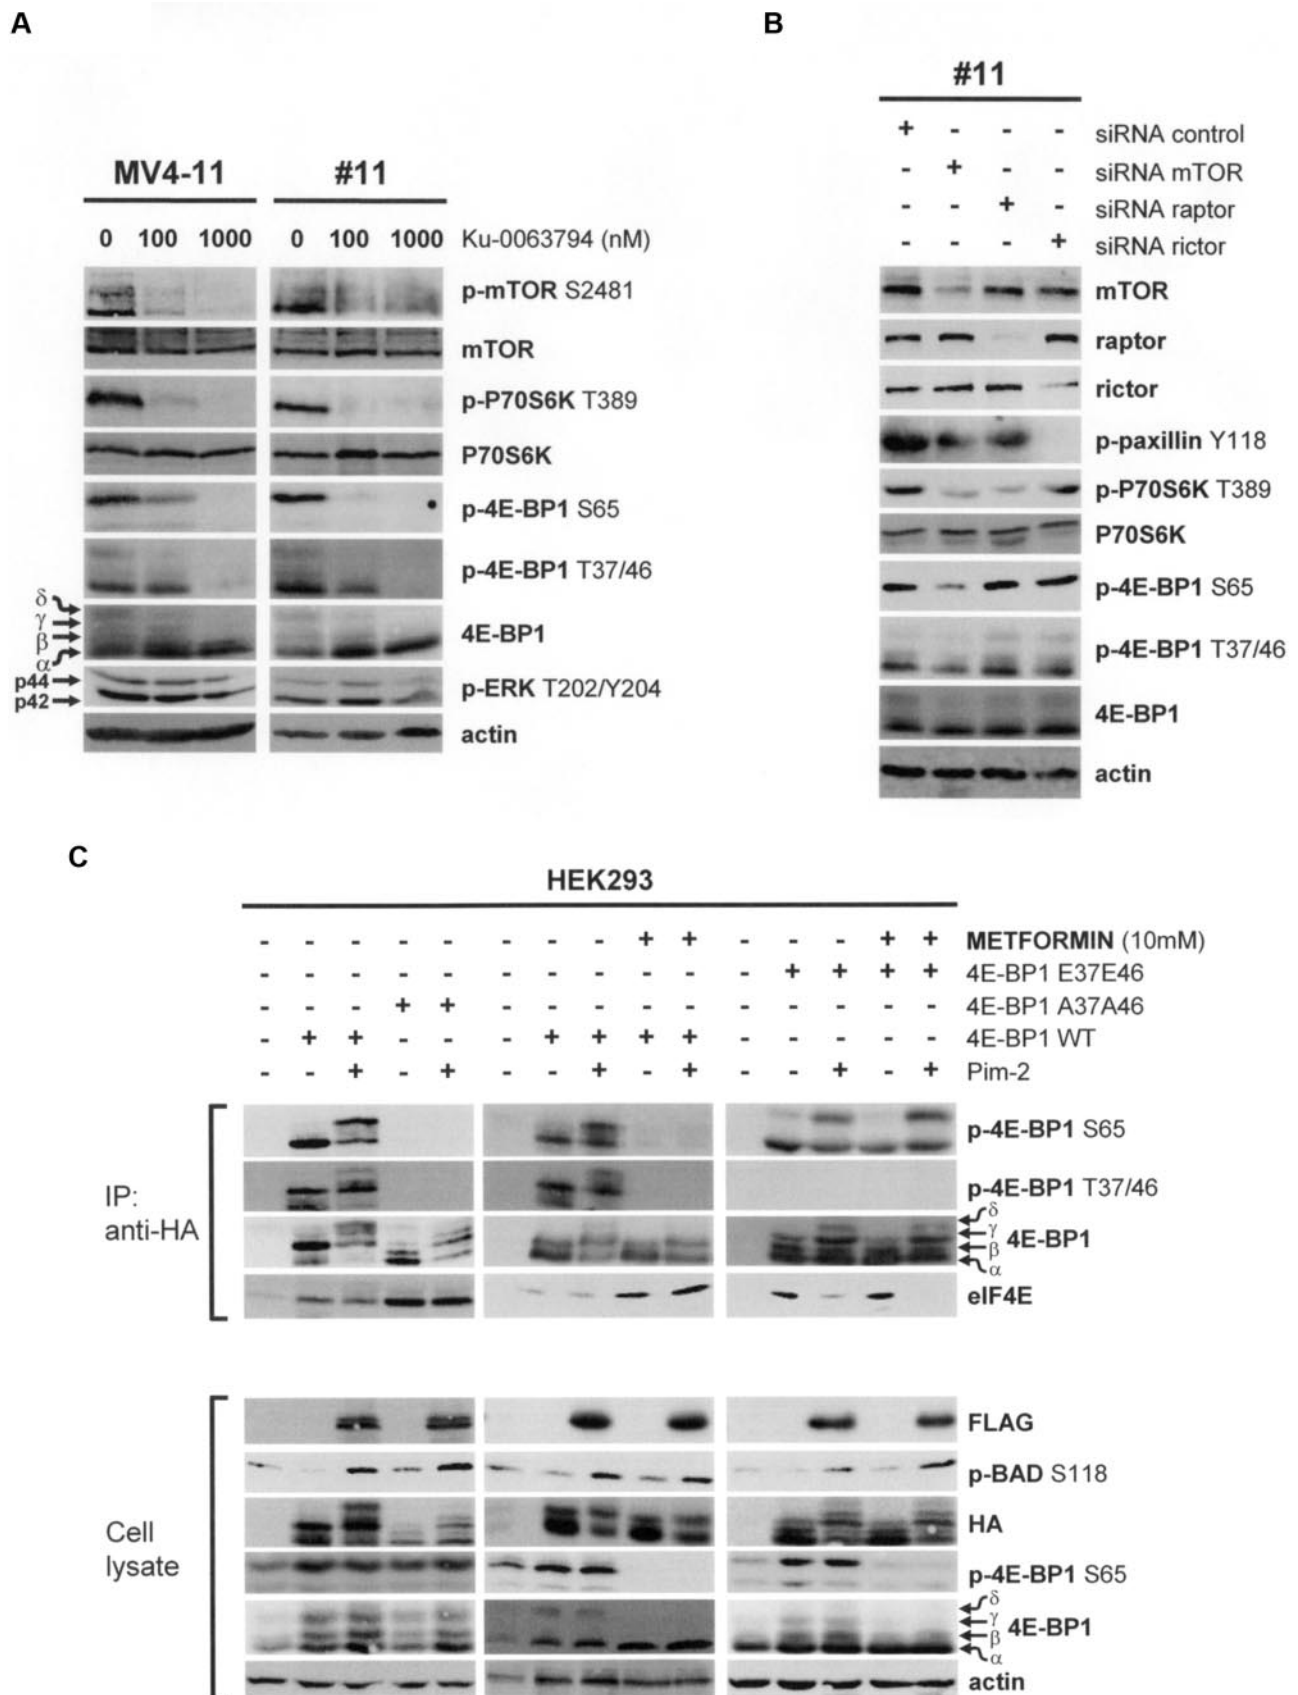 A
MV4-11 #11
0 100 1000 0 100 1000 Ku-0063794 (nM)
p-mTOR S2481
mTOR
p-P70S6K T389
P70S6K
p-4E-BP1 S65
p-4E-BP1 T37/46
δ
γ
β
α
4E-BP1
p44
p42
p-ERK T202/Y204
actin
B
#11
+ - - - siRNA control
- + - - siRNA mTOR
- - + - siRNA raptor
- - - + siRNA rictor
mTOR
raptor
rictor
p-paxillin Y118
p-P70S6K T389
P70S6K
p-4E-BP1 S65
p-4E-BP1 T37/46
4E-BP1
actin
C
HEK293
- - - - - - - - + + - - - + + METFORMIN (10mM)
- - - - - - - - - - - + + + + 4E-BP1 E37E46
- - - + + - - - - - - - - - - 4E-BP1 A37A46
- + + - - - + + + + - - - - - 4E-BP1 WT
- - + - + - - + - + - - + - + Pim-2
IP:
anti-HA
p-4E-BP1 S65
p-4E-BP1 T37/46
δ
γ
β
α
4E-BP1
eIF4E
Cell
lysate
FLAG
p-BAD S118
HA
p-4E-BP1 S65
δ
γ
β
α
4E-BP1
actin